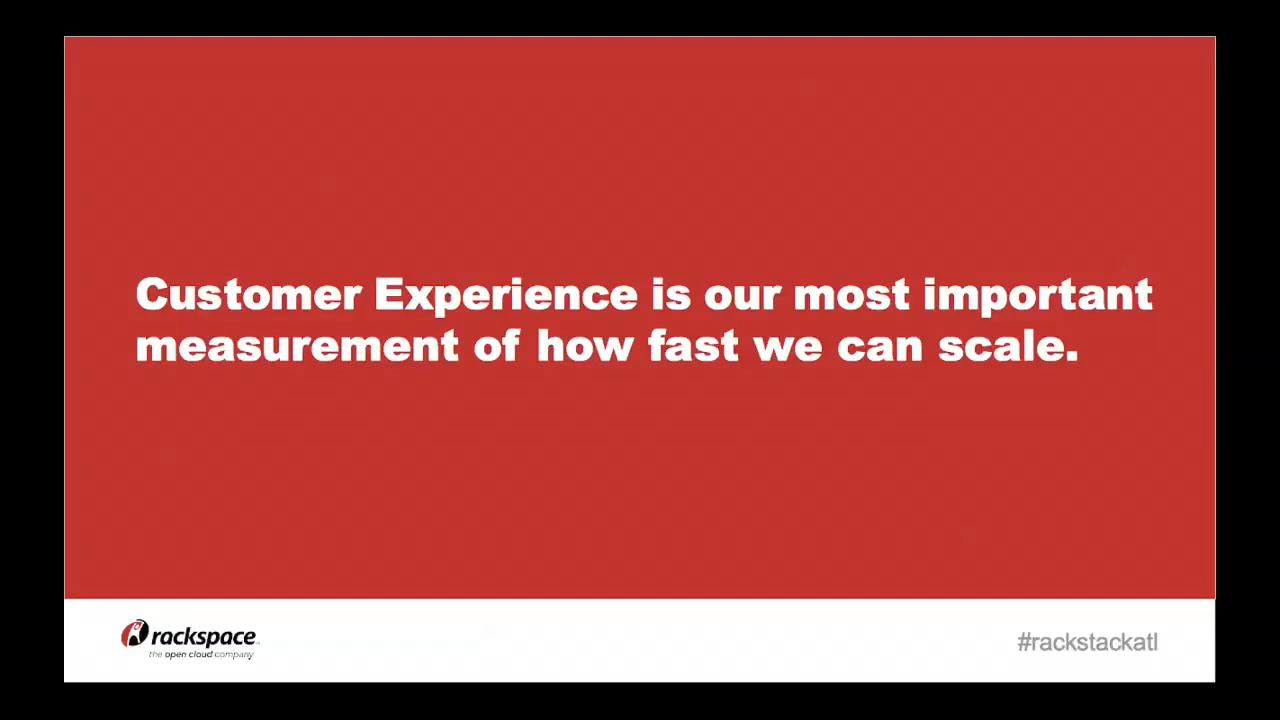 Customer Experience is our most important
measurement of how fast we can scale.
rackspace
the open cloud company
#rackstackatl